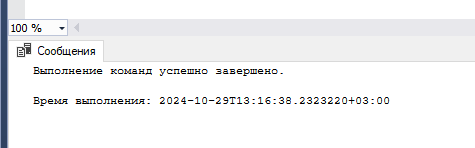 100 %
Сообщения
Выполнение команд успешно завершено.
Время выполнения: 2024-10-29T13:16:38.2323220+03:00